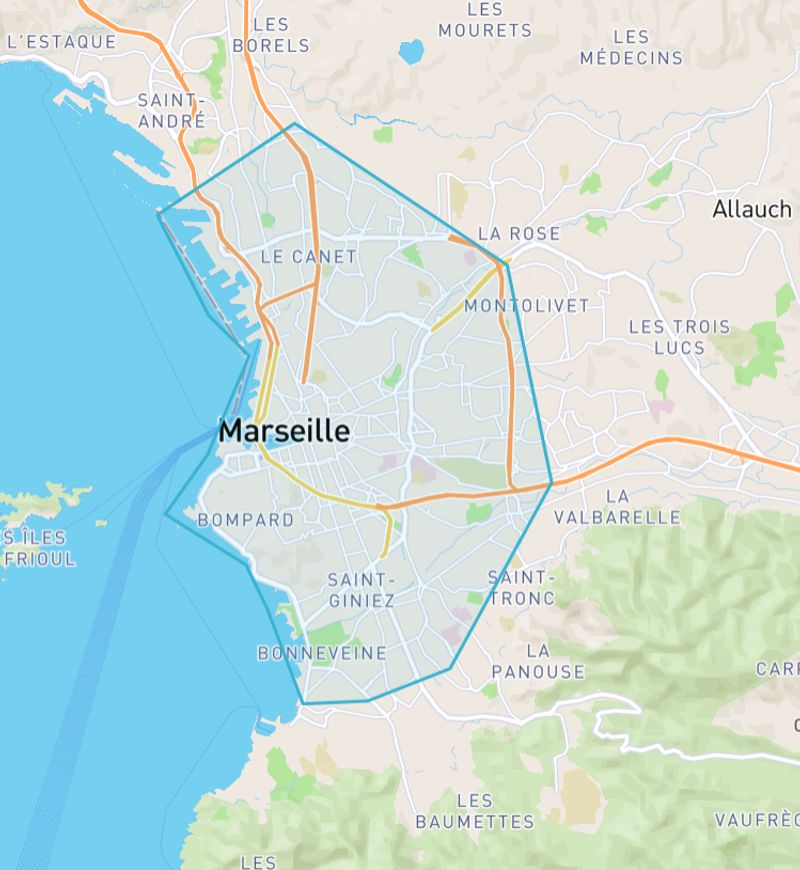 LES
MOURETS
LES
BORELS
L'ESTAQUE
LES
MÉDECINS
SAINT-
ANDRÉ
Allauch
LA ROSE
LE CANET
MONTOLIVET
LES TROIS
LUCS
Marseille
LA
VALBARELLE
BOMPARD
S ÎLES
FRIOUL
SAINT-
GINIEZ
SAINT-
TRONC
BONNEVEINE
LA
PANOUSE
CARP
LES
BAUMETTES
VAUFRÈG
LES